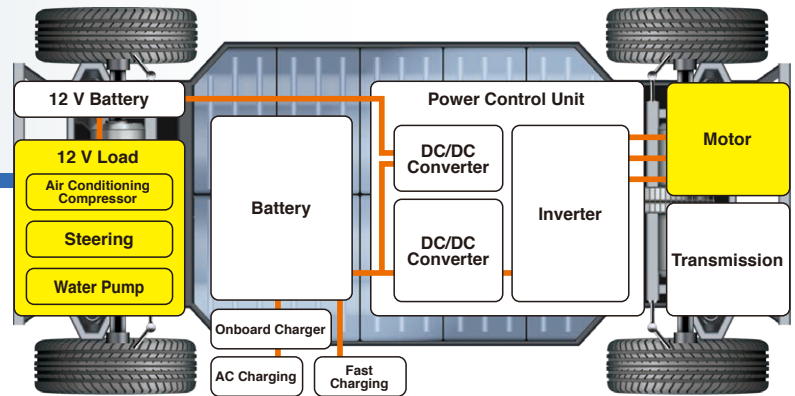 12 V Battery
12 V Load
Air Conditioning
Compressor
Steering
Water Pump
Battery
Onboard Charger
AC Charging
Fast
Charging
Power Control Unit
DC/DC
Converter
DC/DC
Converter
Inverter
Motor
Transmission